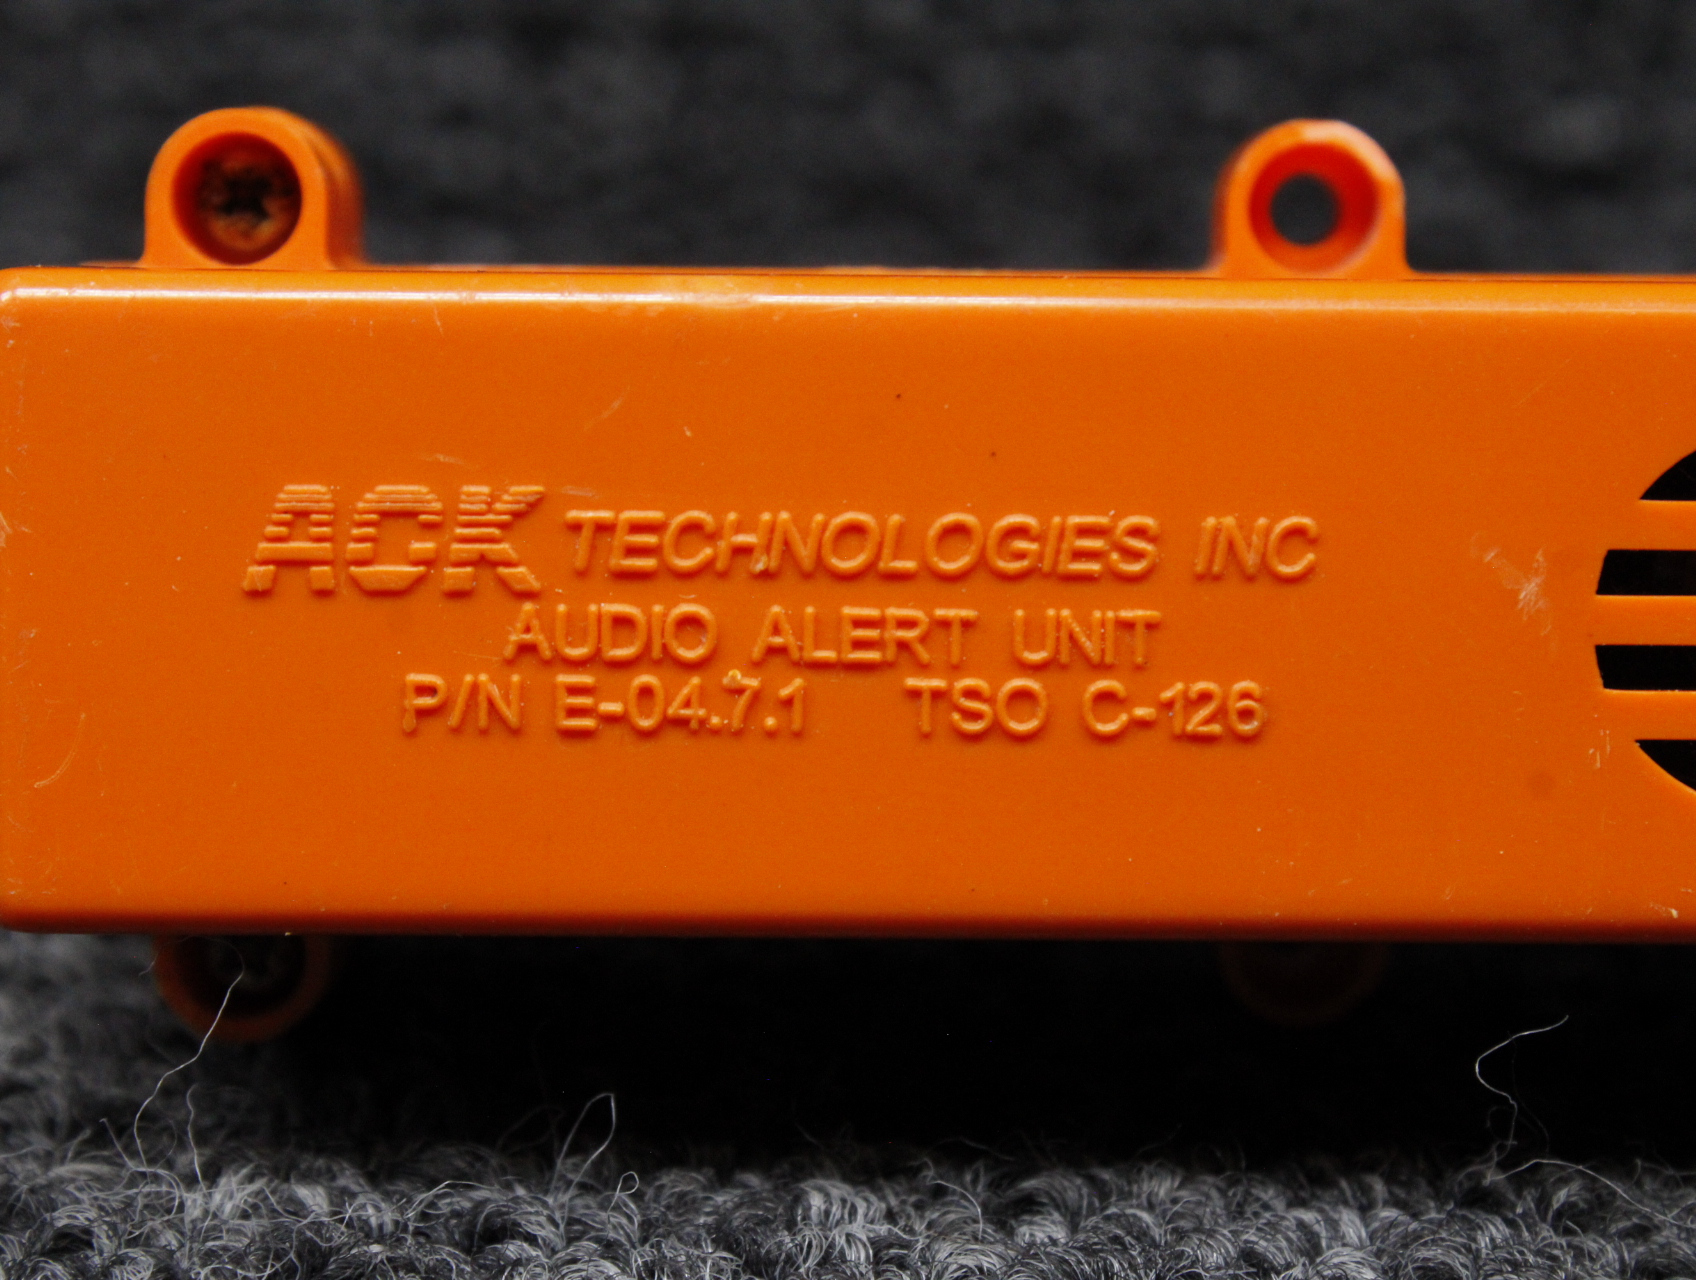 ACK TECHNOLOGIES INC
AUDIO ALERT UNIT
P/N E-04.7.1 TSO C-126